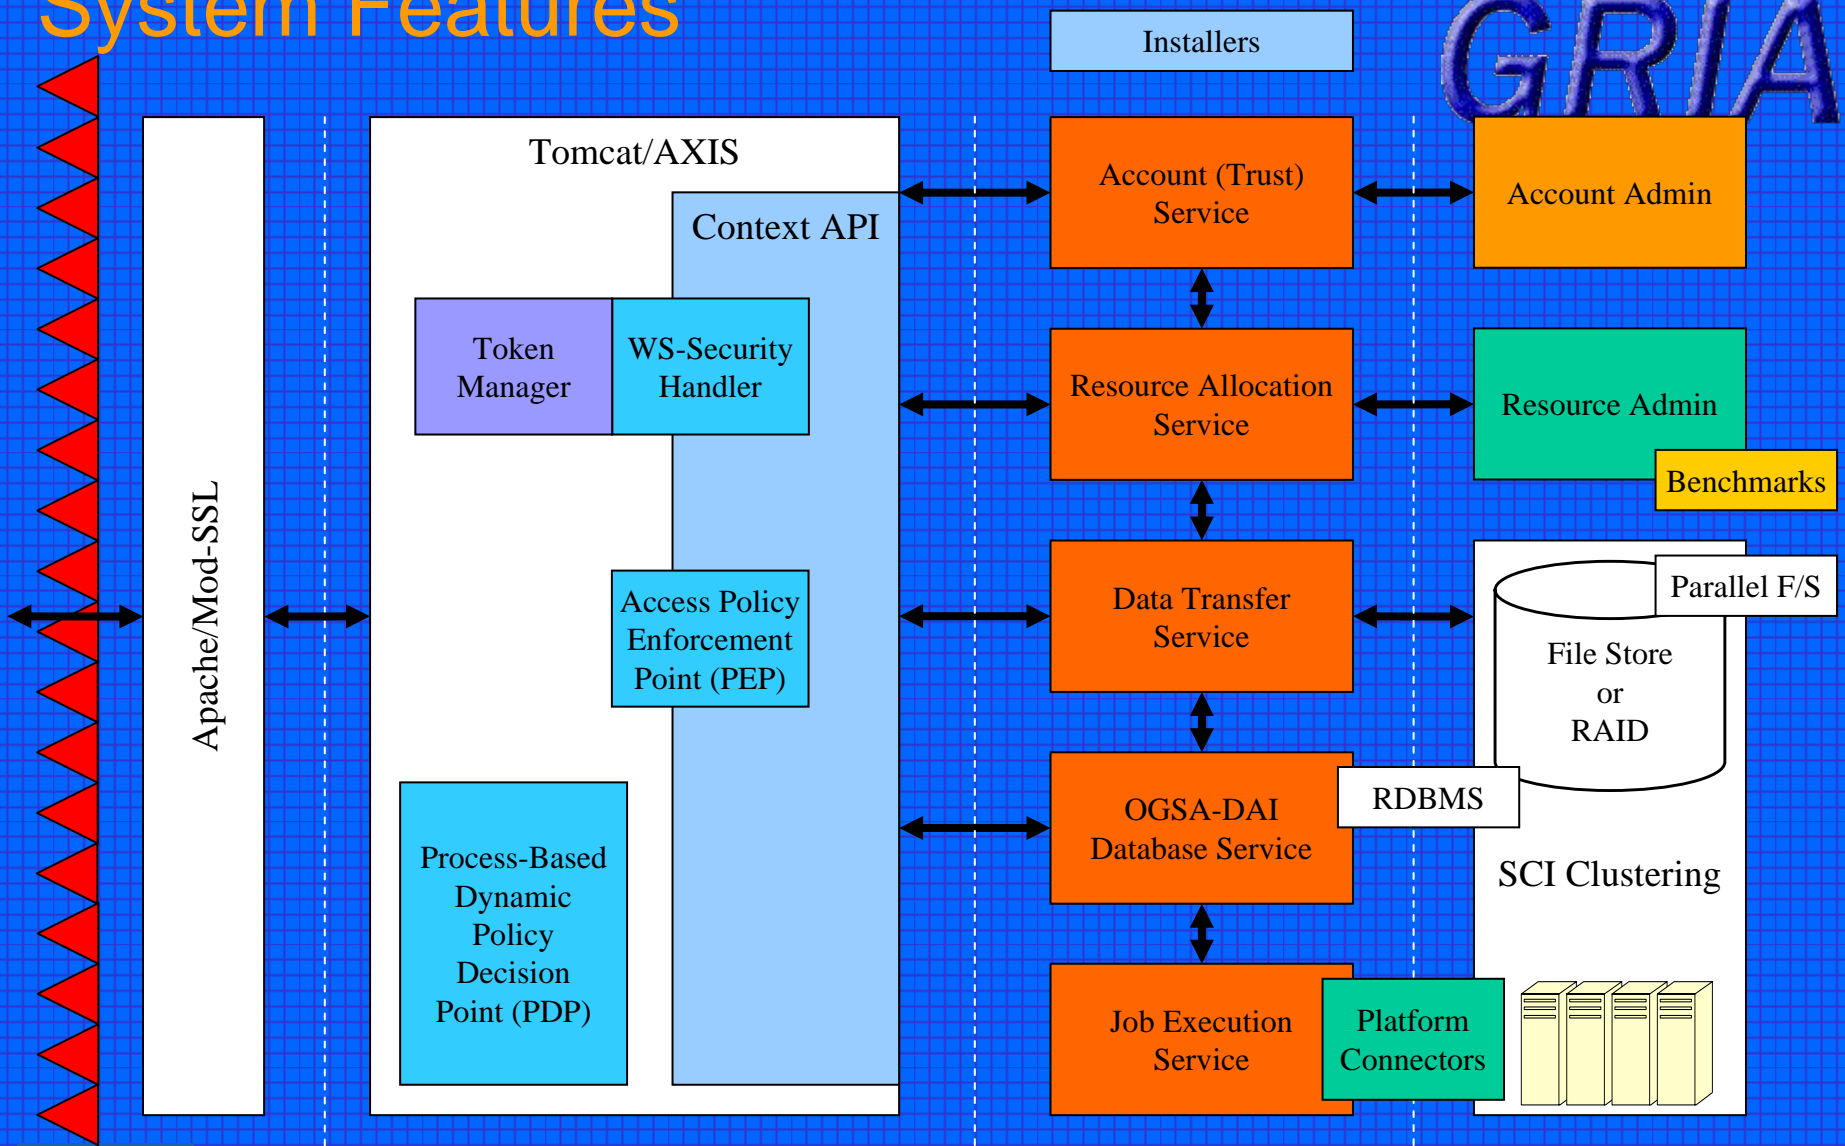 System Features
GRIA
Installers
Apache/Mod-SSL
Tomcat/AXIS
Context API
Token
Manager
WS-Security
Handler
Access Policy
Enforcement
Point (PEP)
Process-Based
Dynamic
Policy
Decision
Point (PDP)
Account (Trust)
Service
Resource Allocation
Service
Data Transfer
Service
OGSA-DAI
Database Service
Job Execution
Service
Account Admin
Resource Admin
Benchmarks
Parallel F/S
File Store
or
RAID
RDBMS
SCI Clustering
Platform
Connectors